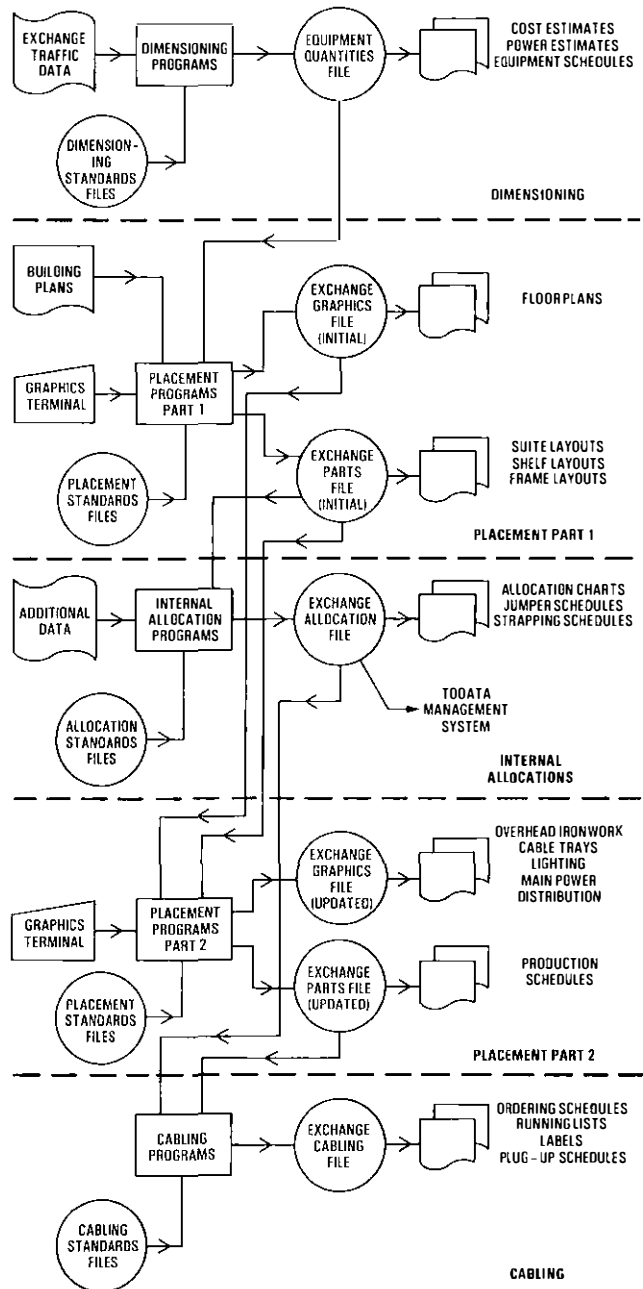 EXCHANGE
TRAFFIC
DATA
DIMENSIONING
PROGRAMS
EQUIPMENT
QUANTITIES
FILE
COST ESTIMATES
POWER ESTIMATES
EQUIPMENT SCHEDULES
DIMENSION-
ING
STANDARDS
FILES
DIMENSIONING
BUILDING
PLANS
EXCHANGE
GRAPHICS
FILE
(INITIAL)
FLOOR PLANS
GRAPHICS
TERMINAL
PLACEMENT
PROGRAMS
PART 1
PLACEMENT
STANDARDS
FILES
EXCHANGE
PARTS
FILE
(INITIAL)
SUITE LAYOUTS
SHELF LAYOUTS
FRAME LAYOUTS
PLACEMENT PART 1
ADDITIONAL
DATA
INTERNAL
ALLOCATION
PROGRAMS
EXCHANGE
ALLOCATION
FILE
ALLOCATION CHARTS
JUMPER SCHEDULES
STRAPPING SCHEDULES
ALLOCATION
STANDARDS
FILES
TO DATA
MANAGEMENT
SYSTEM
INTERNAL
ALLOCATIONS
GRAPHICS
TERMINAL
PLACEMENT
PROGRAMS
PART 2
EXCHANGE
GRAPHICS
FILE
(UPDATED)
OVERHEAD IRONWORK
CABLE TRAYS
LIGHTING
MAIN POWER
DISTRIBUTION
PLACEMENT
STANDARDS
FILES
EXCHANGE
PARTS FILE
(UPDATED)
PRODUCTION
SCHEDULES
PLACEMENT PART 2
CABLING
PROGRAMS
EXCHANGE
CABLING
FILE
ORDERING SCHEDULES
RUNNING LISTS
LABELS
PLUG-UP SCHEDULES
CABLING
STANDARDS
FILES
CABLING